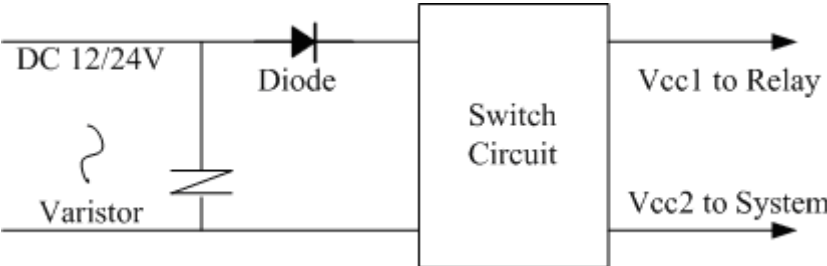 DC 12/24V
Diode
Varistor
Switch
Circuit
Vcc1 to Relay
Vcc2 to System